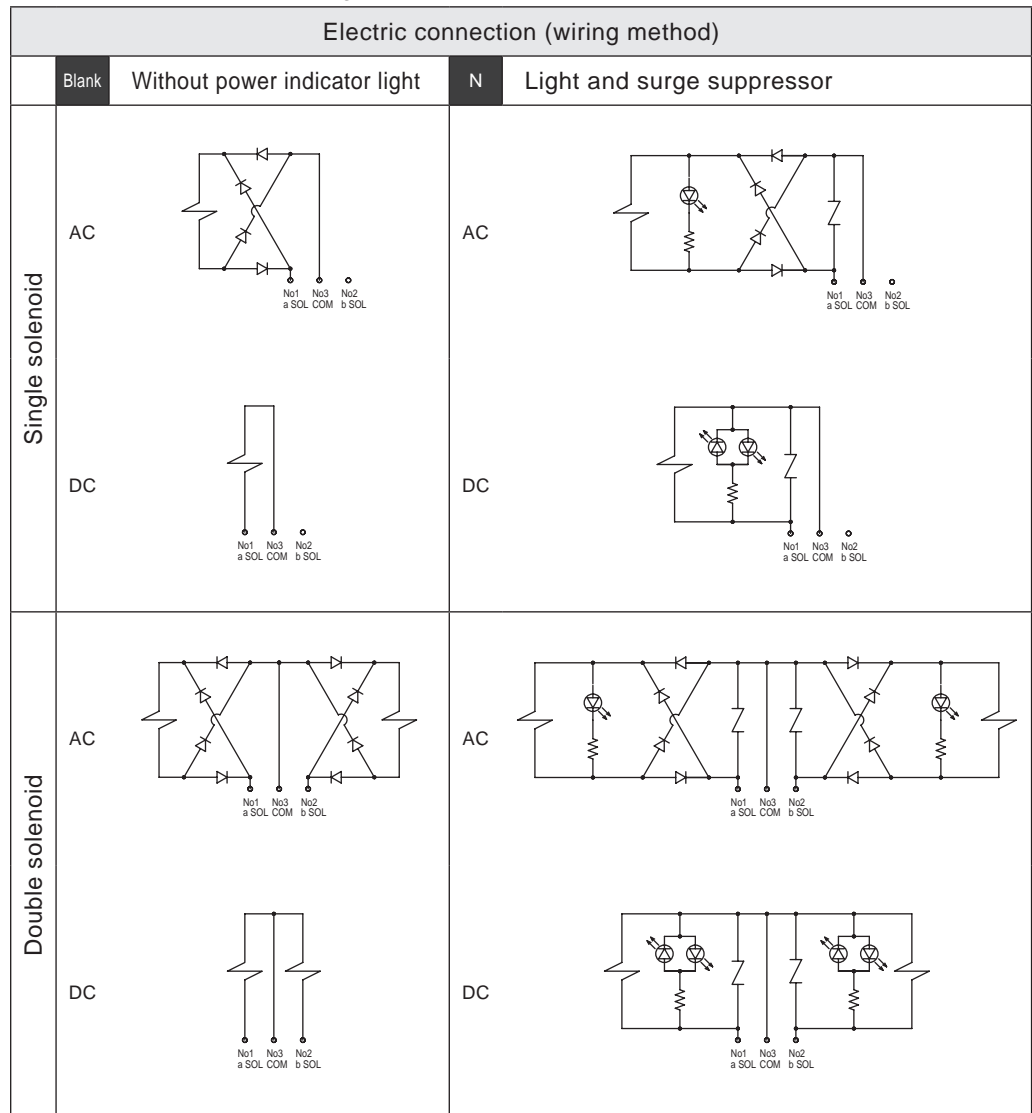 Electric connection (wiring method)
Blank Without power indicator light N Light and surge suppressor
Single solenoid
AC
No1 No3 No2
a SOL COM b SOL
AC
No1 No3 No2
a SOL COM b SOL
DC
No1 No3 No2
a SOL COM b SOL
DC
No1 No3 No2
a SOL COM b SOL
Double solenoid
AC
No1 No3 No2
a SOL COM b SOL
AC
No1 No3 No2
a SOL COM b SOL
DC
No1 No3 No2
a SOL COM b SOL
DC
No1 No3 No2
a SOL COM b SOL